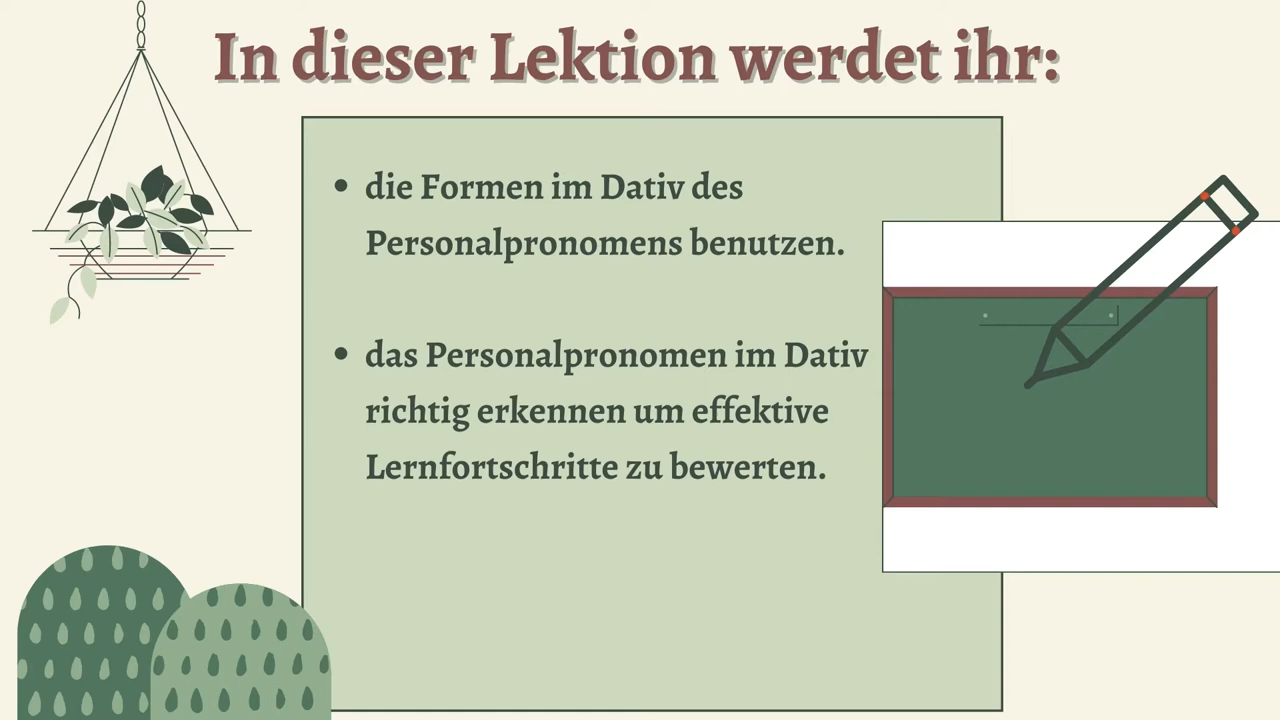 In dieser Lektion werdet ihr:
• die Formen im Dativ des
Personalpronomens benutzen.
• das Personalpronomen im Dativ
richtig erkennen um effektive
Lernfortschritte zu bewerten.